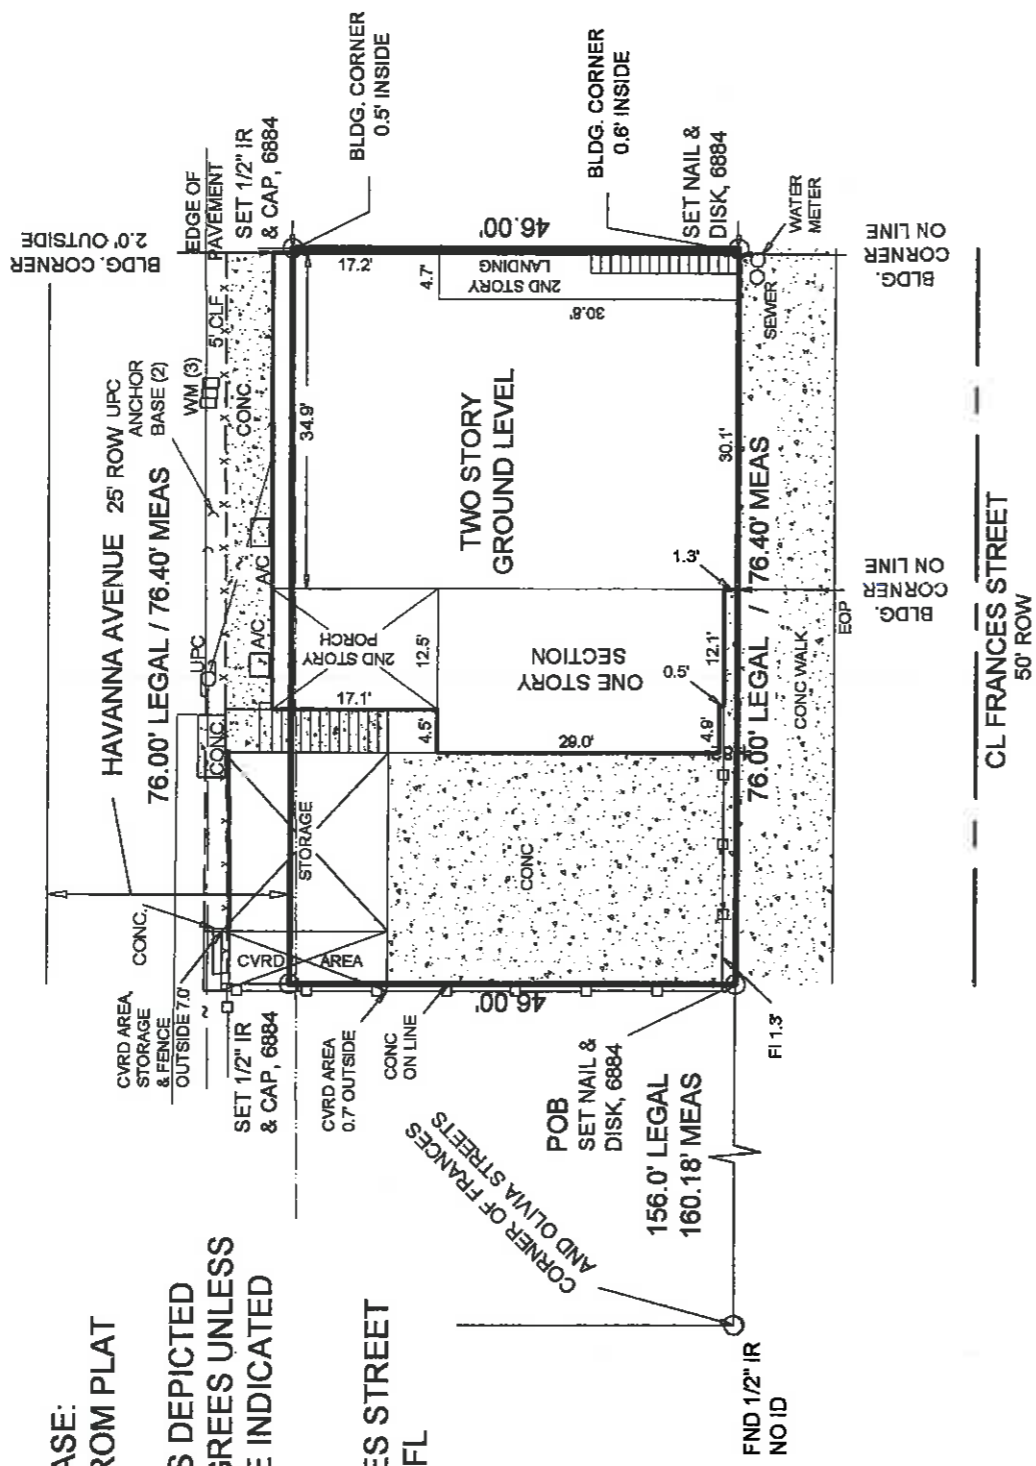 ASE:
ROM PLAT
S DEPICTED
GREES UNLESS
E INDICATED
ES STREET
FL
BLDG. CORNER
2.0' OUTSIDE
HAVANNA AVENUE 25' ROW
76.00' LEGAL / 76.40' MEAS
UPC
ANCHOR
BASE (2)
WM (3)
5' CLF
EDGE OF
PAVEMENT
SET 1/2" IR
& CAP, 6884
BLDG. CORNER
0.5' INSIDE
BLDG. CORNER
0.6' INSIDE
SET NAIL &
DISK, 6884
WATER
METER
SEWER
BLDG.
CORNER
ON LINE
46.00'
17.2'
4.7'
2ND STORY
LANDING
30.8'
34.9'
TWO STORY
GROUND LEVEL
30.1'
CONC.
A/C
A/C
UPC
CONC
2ND STORY
PORCH
12.5'
17.1'
4.5'
ONE STORY
SECTION
29.0'
0.5'
12.1'
4.9'
1.3'
76.00' LEGAL / 76.40' MEAS
CONC WALK
EOP
BLDG.
CORNER
ON LINE
CONC.
CVRD AREA,
STORAGE
& FENCE
OUTSIDE 7.0'
STORAGE
CVRD AREA
CONC
SET 1/2" IR
& CAP, 6884
CVRD AREA
0.7' OUTSIDE
CONC
ON LINE
46.00'
FI 1.3'
POB
SET NAIL &
DISK, 6884
156.0' LEGAL
160.18' MEAS
CORNER OF FRANCES
AND OLIVIA STREETS
FND 1/2" IR
NO ID
CL FRANCES STREET
50' ROW